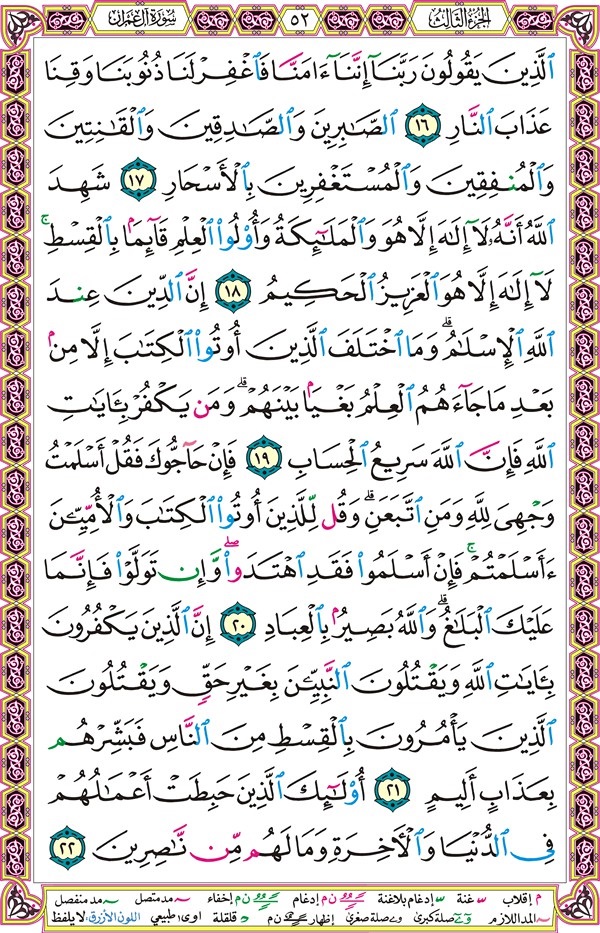 الجزء الثالث ٥٢ سورة آل عمران
ٱلَّذِينَ يَقُولُونَ رَبَّنَآ إِنَّنَآ ءَامَنَّا فَٱغْفِرْ لَنَا ذُنُوبَنَا وَقِنَا
عَذَابَ ٱلنَّارِ ١٦ ٱلصَّٰبِرِينَ وَٱلصَّٰدِقِينَ وَٱلْقَٰنِتِينَ
وَٱلْمُنفِقِينَ وَٱلْمُسْتَغْفِرِينَ بِٱلْأَسْحَارِ ١٧ شَهِدَ
ٱللَّهُ أَنَّهُۥ لَآ إِلَٰهَ إِلَّا هُوَ وَٱلْمَلَٰٓئِكَةُ وَأُو۟لُوا۟ ٱلْعِلْمِ قَآئِمًۢا بِٱلْقِسْطِ ۚ
لَآ إِلَٰهَ إِلَّا هُوَ ٱلْعَزِيزُ ٱلْحَكِيمُ ١٨ إِنَّ ٱلدِّينَ عِندَ
ٱللَّهِ ٱلْإِسْلَٰمُ ۗ وَمَا ٱخْتَلَفَ ٱلَّذِينَ أُوتُوا۟ ٱلْكِتَٰبَ إِلَّا مِنۢ
بَعْدِ مَا جَآءَهُمُ ٱلْعِلْمُ بَغْيًۢا بَيْنَهُمْ ۗ وَمَن يَكْفُرْ بِـَٔايَٰتِ
ٱللَّهِ فَإِنَّ ٱللَّهَ سَرِيعُ ٱلْحِسَابِ ١٩ فَإِنْ حَآجُّوكَ فَقُلْ أَسْلَمْتُ
وَجْهِىَ لِلَّهِ وَمَنِ ٱتَّبَعَنِ ۗ وَقُل لِّلَّذِينَ أُوتُوا۟ ٱلْكِتَٰبَ وَٱلْأُمِّيِّـۧنَ
ءَأَسْلَمْتُمْ ۚ فَإِنْ أَسْلَمُوا۟ فَقَدِ ٱهْتَدَوا۟ ۖ وَّإِن تَوَلَّوْا۟ فَإِنَّمَا
عَلَيْكَ ٱلْبَلَٰغُ ۗ وَٱللَّهُ بَصِيرٌۢ بِٱلْعِبَادِ ٢٠ إِنَّ ٱلَّذِينَ يَكْفُرُونَ
بِـَٔايَٰتِ ٱللَّهِ وَيَقْتُلُونَ ٱلنَّبِيِّـۧنَ بِغَيْرِ حَقٍّ وَيَقْتُلُونَ
ٱلَّذِينَ يَأْمُرُونَ بِٱلْقِسْطِ مِنَ ٱلنَّاسِ فَبَشِّرْهُم
بِعَذَابٍ أَلِيمٍ ٢١ أُو۟لَٰٓئِكَ ٱلَّذِينَ حَبِطَتْ أَعْمَٰلُهُمْ
فِى ٱلدُّنْيَا وَٱلْءَاخِرَةِ وَمَا لَهُم مِّن نَّٰصِرِينَ ٢٢
م إقلاب غنة إدغام بلاغنة ن م إدغام ن م إخفاء مد متصل مد منفصل
المد اللازم صلة كبرى صلة صغرى إظهار ن م قلقلة اوى؛ طبيعي اللون الأزرق: لا يلفظ